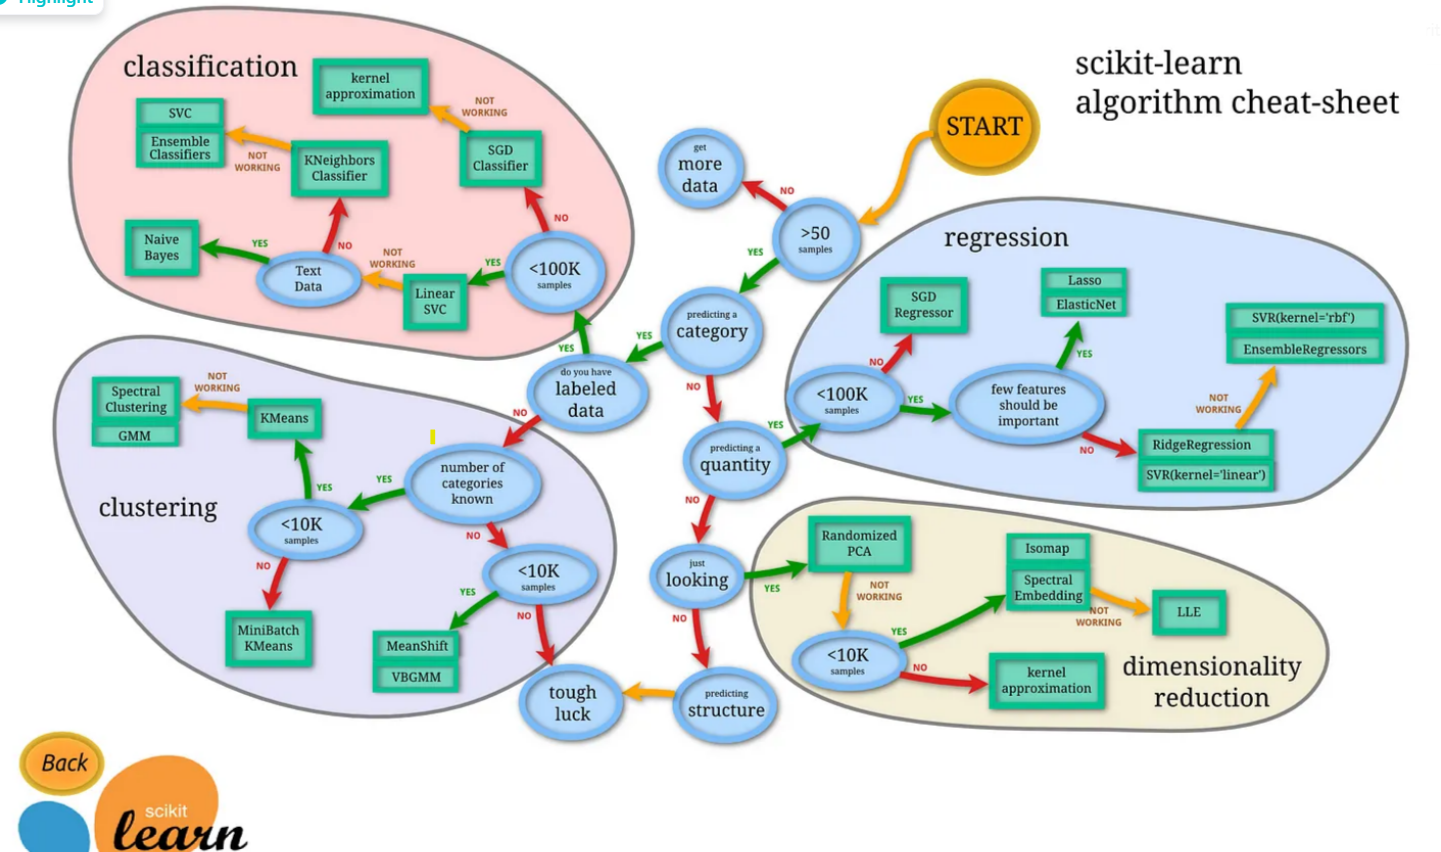 Highlight
scikit-learn
algorithm cheat-sheet
START
classification
kernel
approximation
NOT
WORKING
SGD
Classifier
SVC
Ensemble
Classifiers
NOT
WORKING
KNeighbors
Classifier
Naive
Bayes
YES
Text
Data
NO
NOT
WORKING
Linear
SVC
YES
<100K
samples
NO
YES
get
more
data
NO
>50
samples
YES
predicting a
category
YES
do you have
labeled
data
NO
NO
predicting a
quantity
YES
NO
just
looking
YES
NO
predicting
structure
tough
luck
regression
SGD
Regressor
NO
<100K
samples
YES
Lasso
ElasticNet
YES
few features
should be
important
NO
RidgeRegression
SVR(kernel='linear')
NOT
WORKING
SVR(kernel='rbf')
EnsembleRegressors
clustering
Spectral
Clustering
GMM
NOT
WORKING
KMeans
YES
<10K
samples
NO
MiniBatch
KMeans
YES
number of
categories
known
NO
<10K
samples
YES
NO
MeanShift
VBGMM
dimensionality
reduction
Randomized
PCA
NOT
WORKING
<10K
samples
YES
NO
Isomap
Spectral
Embedding
NOT
WORKING
LLE
kernel
approximation
Back
scikit
learn